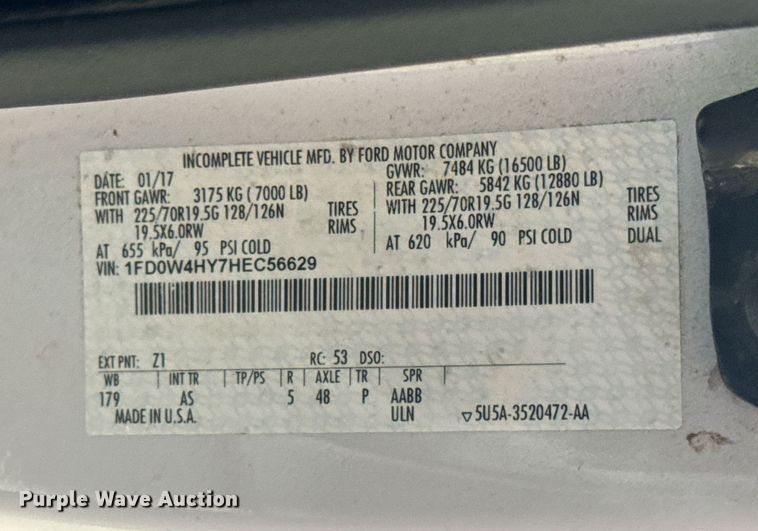 INCOMPLETE VEHICLE MFD. BY FORD MOTOR COMPANY
DATE: 01/17 GVWR: 7484 KG (16500 LB)
FRONT GAWR: 3175 KG (7000 LB) REAR GAWR: 5842 KG (12880 LB)
WITH 225/70R19.5G 128/126N TIRES WITH 225/70R19.5G 128/126N TIRES
19.5X6.0RW RIMS 19.5X6.0RW RIMS
AT 655 kPa/ 95 PSI COLD AT 620 kPa/ 90 PSI COLD DUAL
VIN: 1FD0W4HY7HEC56629
EXT PNT: Z1 RC: 53 DSO:
WB INT TR TP/PS R AXLE TR SPR
179 AS 5 48 P AABB
MADE IN U.S.A. ULN ▽5U5A-3520472-AA
Purple Wave Auction